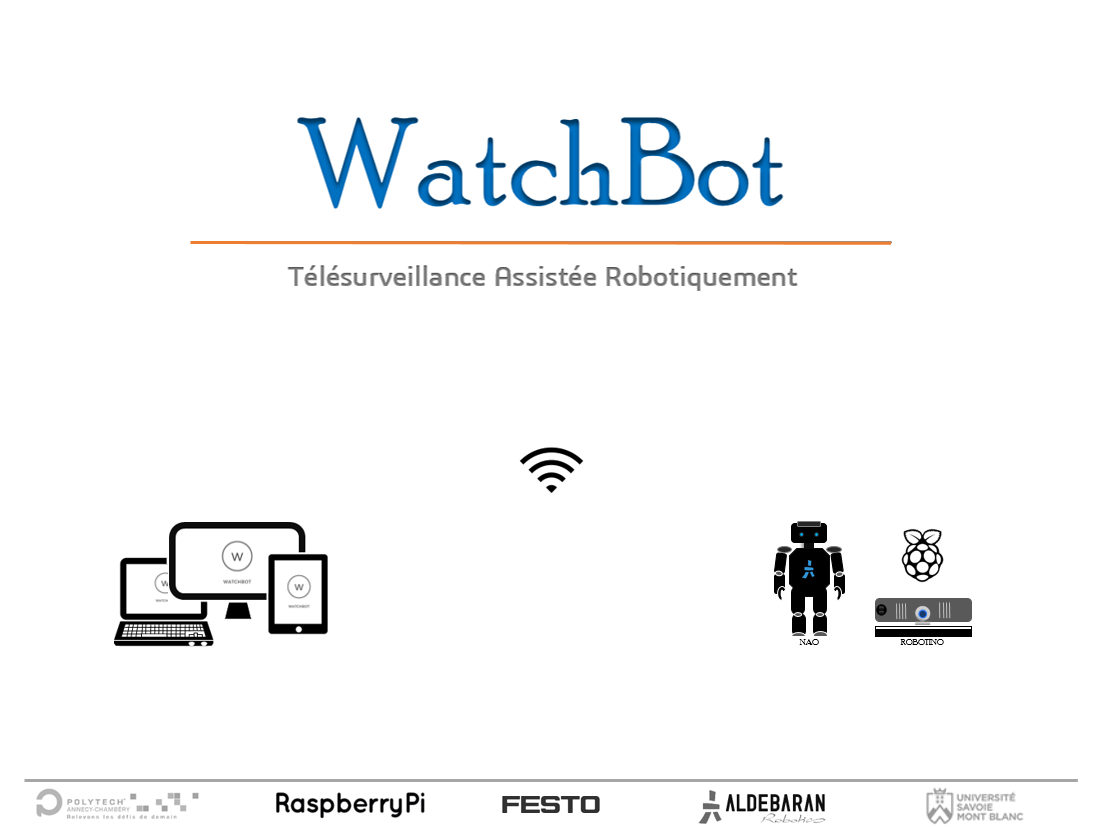 WatchBot
Télésurveillance Assistée Robotiquement
W
WATCHBOT
W
WATCHBOT
W
NAO
ROBOTINO
POLYTECH
ANNECY-CHAMBÉRY
Relevons les défis de demain
RaspberryPi
FESTO
ALDEBARAN
Robotics
UNIVERSITÉ
SAVOIE
MONT BLANC